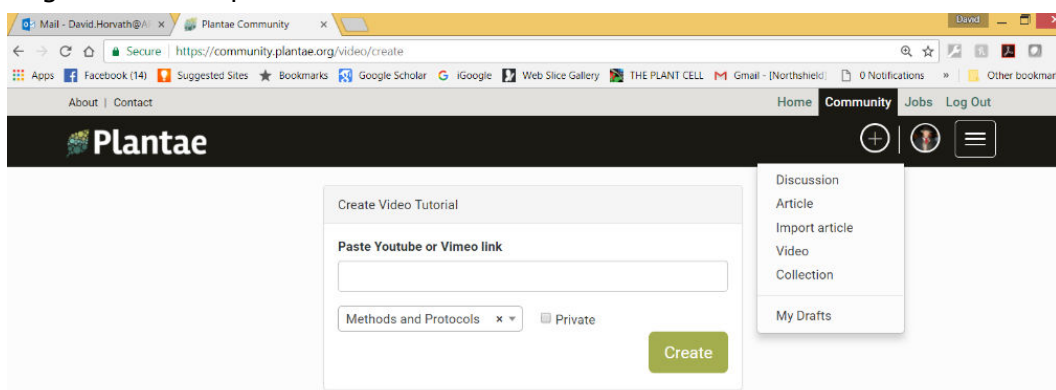 Mail - David.Horvath@A
Plantae Community
David
Secure https://community.plantae.org/video/create
Apps Facebook (14) Suggested Sites Bookmarks Google Scholar iGoogle Web Slice Gallery THE PLANT CELL Gmail - [Northshield] 0 Notifications » Other bookmar
About | Contact
Home Community Jobs Log Out
Plantae
Create Video Tutorial
Paste Youtube or Vimeo link
Methods and Protocols × Private
Create
Discussion
Article
Import article
Video
Collection
My Drafts